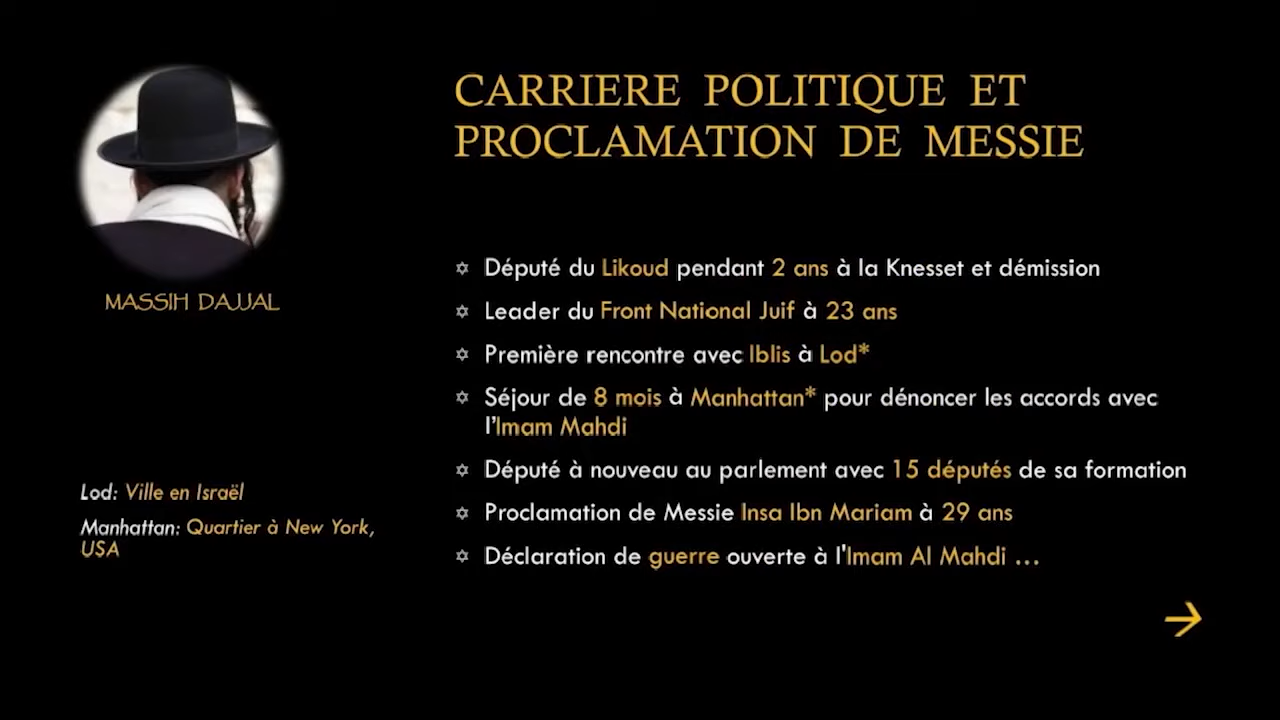 CARRIERE POLITIQUE ET
PROCLAMATION DE MESSIE
MASSIH DAJJAL
Député du Likoud pendant 2 ans à la Knesset et démission
Leader du Front National Juif à 23 ans
Première rencontre avec Iblis à Lod*
Séjour de 8 mois à Manhattan* pour dénoncer les accords avec
l'Imam Mahdi
Député à nouveau au parlement avec 15 députés de sa formation
Proclamation de Messie Insa Ibn Mariam à 29 ans
Déclaration de guerre ouverte à l'Imam Al Mahdi ...
Lod: Ville en Israël
Manhattan: Quartier à New York,
USA